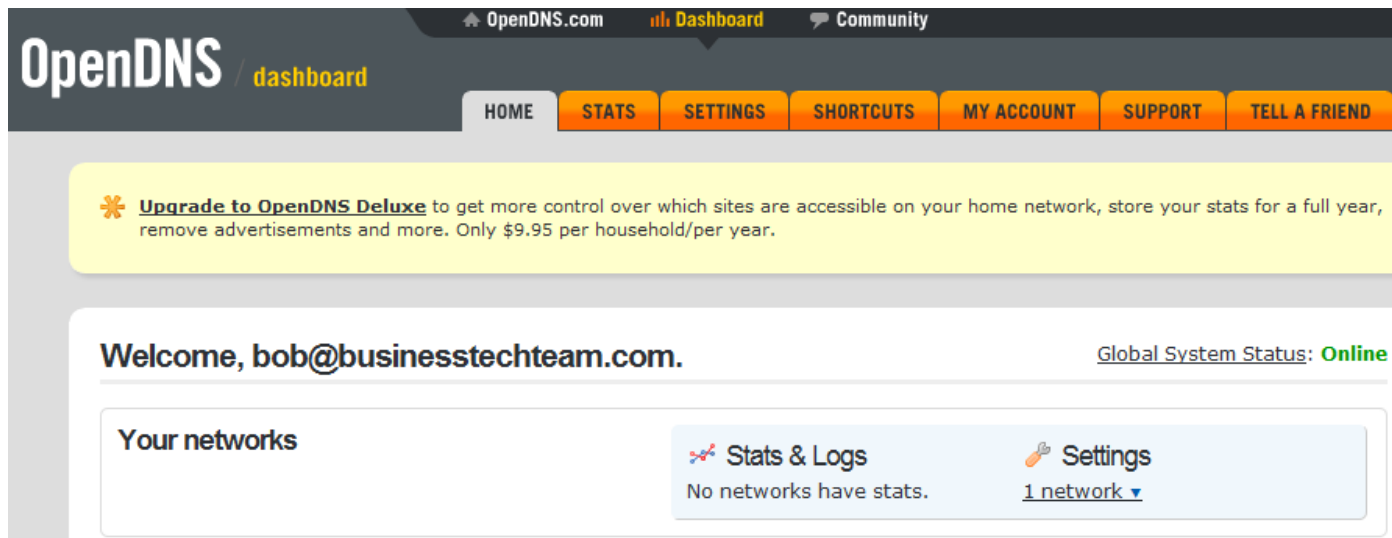 OpenDNS.com Dashboard Community
OpenDNS / dashboard
HOME STATS SETTINGS SHORTCUTS MY ACCOUNT SUPPORT TELL A FRIEND
Upgrade to OpenDNS Deluxe to get more control over which sites are accessible on your home network, store your stats for a full year,
remove advertisements and more. Only $9.95 per household/per year.
Welcome, bob@businesstechteam.com.
Global System Status: Online
Your networks
Stats & Logs
No networks have stats.
Settings
1 network ▼